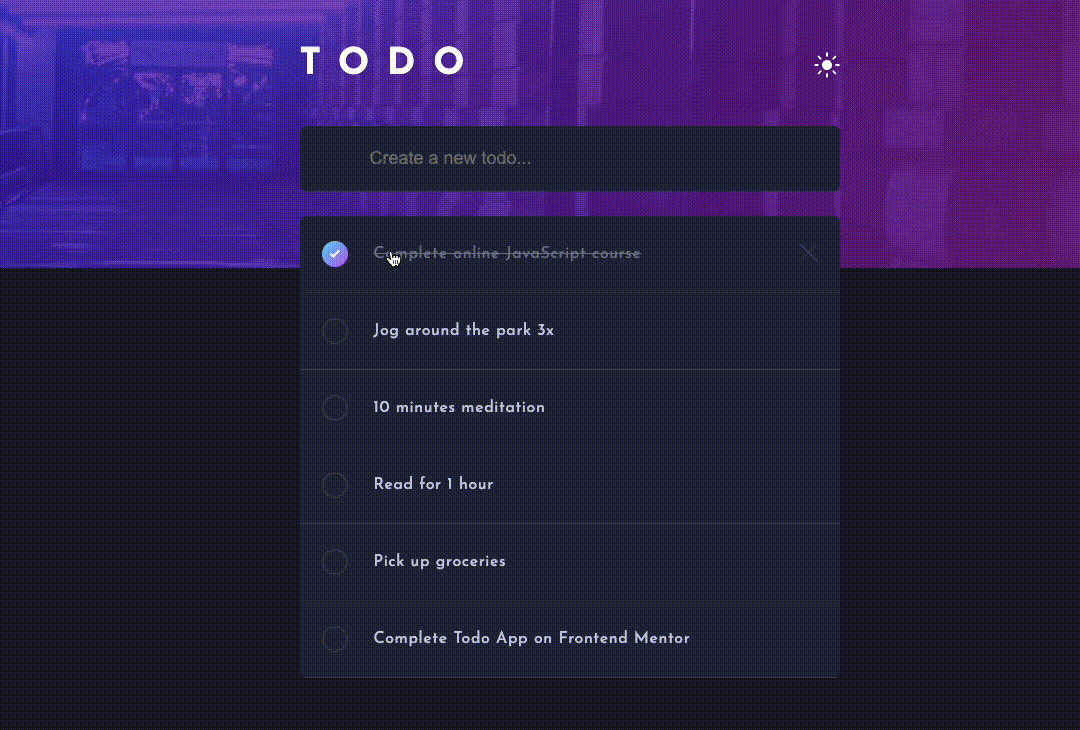 TODO
Create a new todo...
Complete online JavaScript course
Jog around the park 3x
10 minutes meditation
Read for 1 hour
Pick up groceries
Complete Todo App on Frontend Mentor